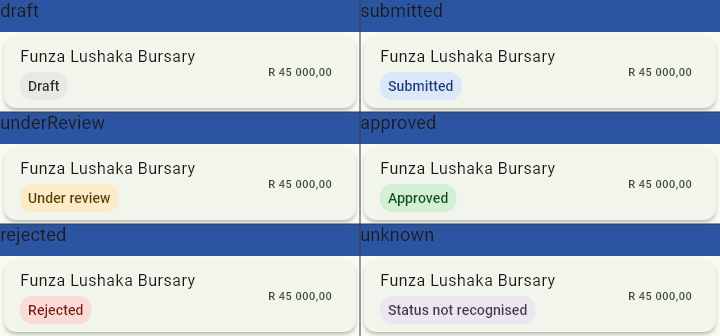 draft
Funza Lushaka Bursary
R 45 000,00
Draft
submitted
Funza Lushaka Bursary
R 45 000,00
Submitted
underReview
Funza Lushaka Bursary
R 45 000,00
Under review
approved
Funza Lushaka Bursary
R 45 000,00
Approved
rejected
Funza Lushaka Bursary
R 45 000,00
Rejected
unknown
Funza Lushaka Bursary
R 45 000,00
Status not recognised